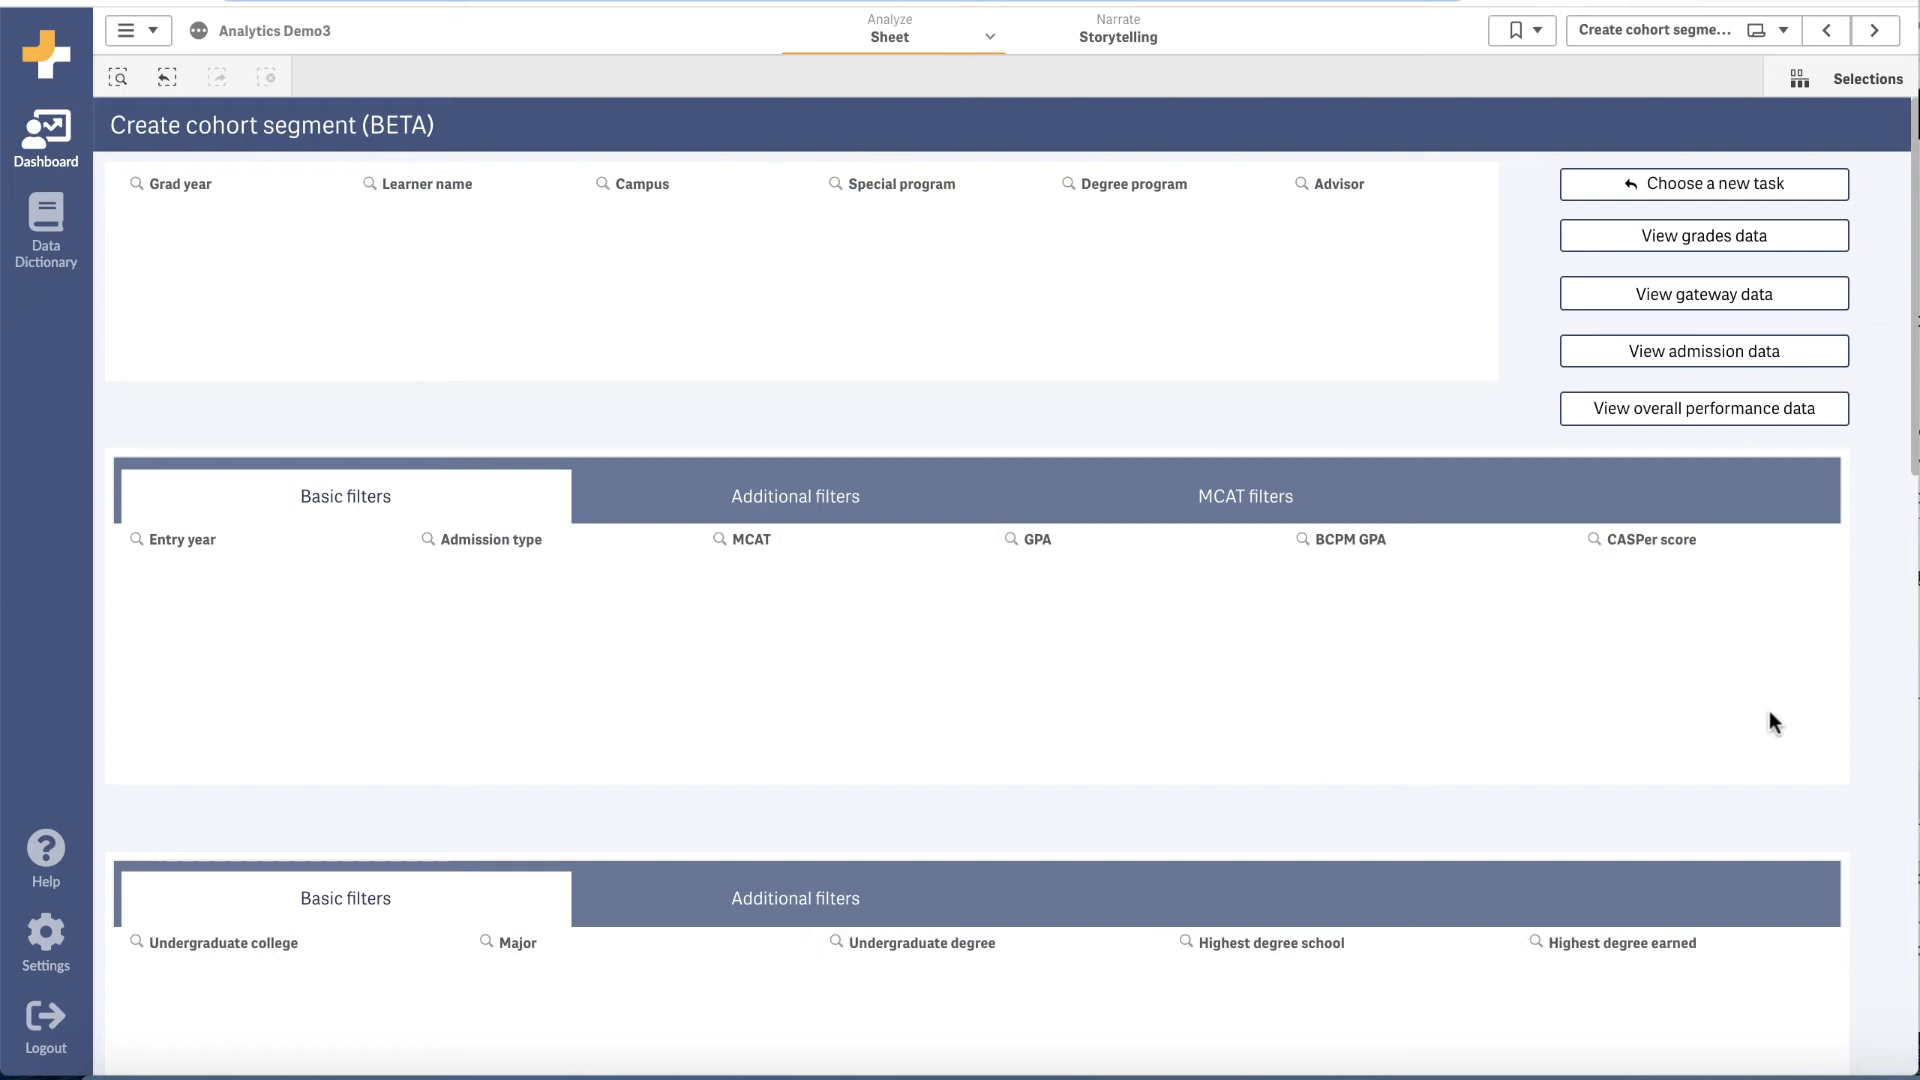 Analytics Demo3
Analyze
Sheet
Narrate
Storytelling
Create cohort segme...
Selections
Dashboard
Data
Dictionary
Help
Settings
Logout
Create cohort segment (BETA)
Grad year
Learner name
Campus
Special program
Degree program
Advisor
Choose a new task
View grades data
View gateway data
View admission data
View overall performance data
Basic filters
Additional filters
MCAT filters
Entry year
Admission type
MCAT
GPA
BCPM GPA
CASPer score
Basic filters
Additional filters
Undergraduate college
Major
Undergraduate degree
Highest degree school
Highest degree earned